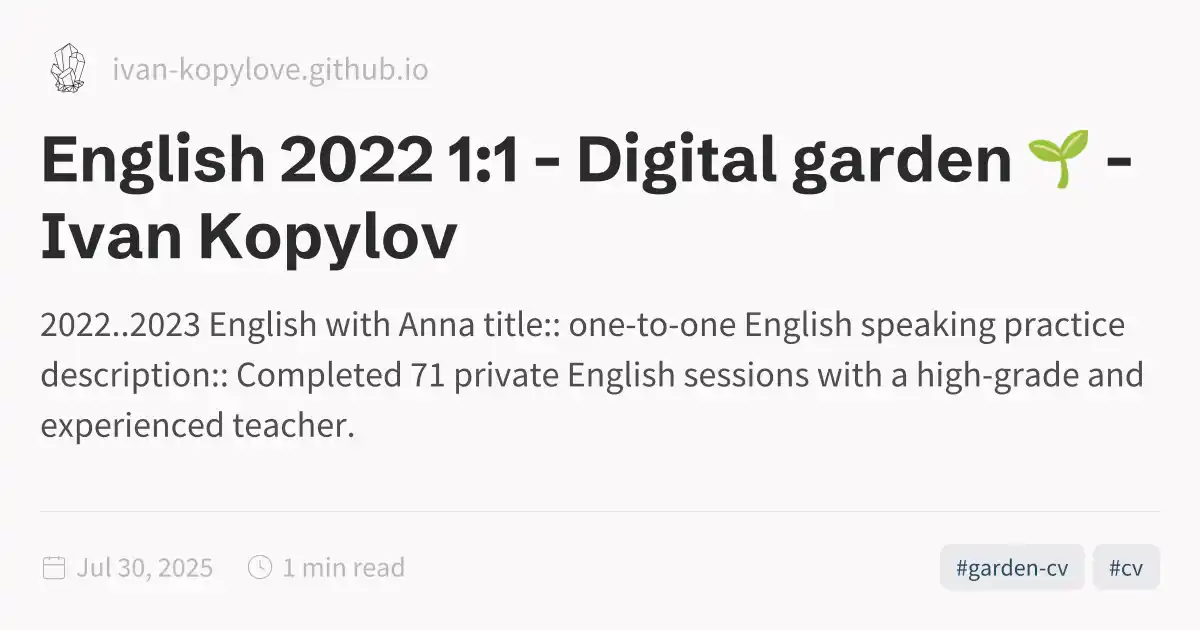 ivan-kopylove.github.io
English 2022 1:1 - Digital garden 🌱 -
Ivan Kopylov
2022..2023 English with Anna title:: one-to-one English speaking practice
description:: Completed 71 private English sessions with a high-grade and
experienced teacher.
Jul 30, 2025 1 min read #garden-cv #cv